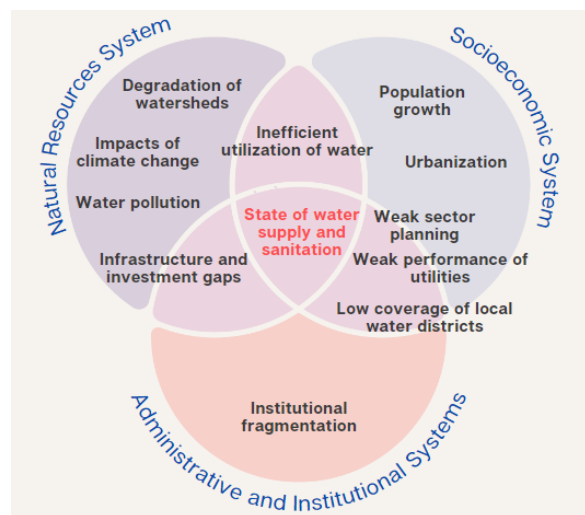 Natural Resources System
Socioeconomic System
Degradation of
watersheds
Impacts of
climate change
Water pollution
Inefficient
utilization of water
Population
growth
Urbanization
State of water
supply and
sanitation
Weak sector
planning
Weak performance of
utilities
Low coverage of local
water districts
Infrastructure and
investment gaps
Institutional
fragmentation
Administrative and Institutional Systems